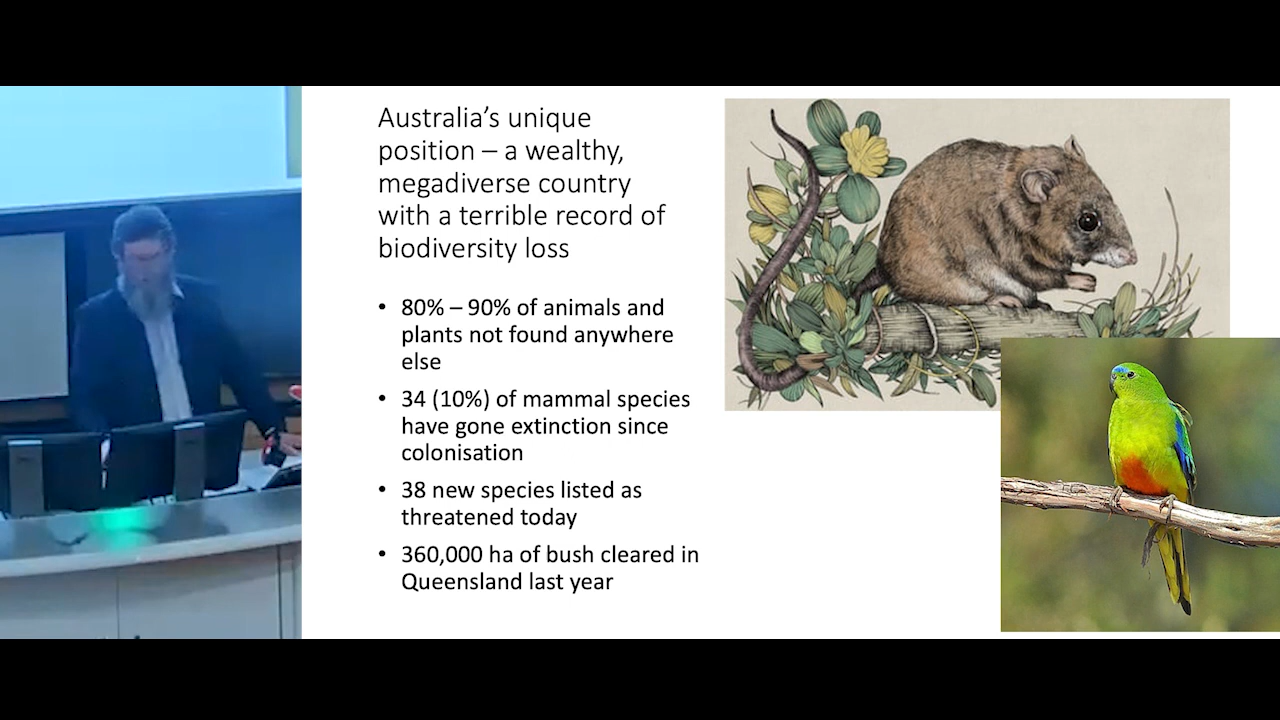 Australia’s unique
position – a wealthy,
megadiverse country
with a terrible record of
biodiversity loss
• 80% – 90% of animals and
plants not found anywhere
else
• 34 (10%) of mammal species
have gone extinction since
colonisation
• 38 new species listed as
threatened today
• 360,000 ha of bush cleared in
Queensland last year